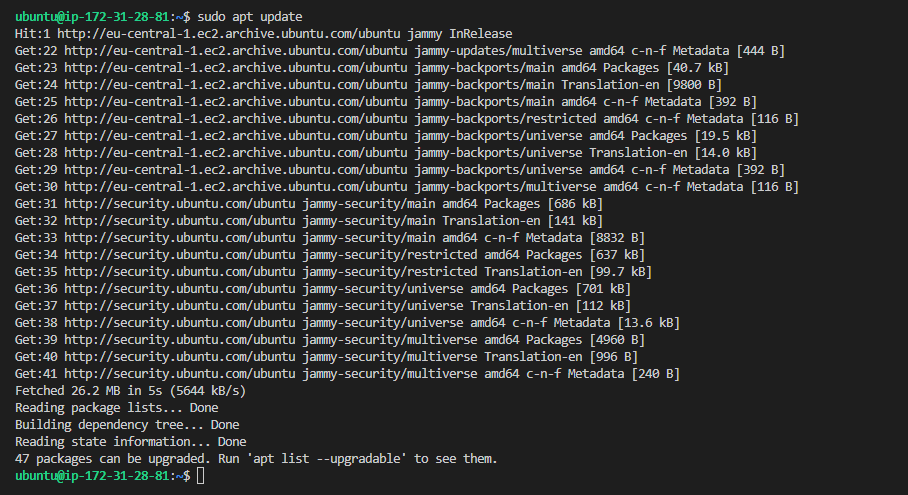 ubuntu@ip-172-31-28-81:~$ sudo apt update
Hit:1 http://eu-central-1.ec2.archive.ubuntu.com/ubuntu jammy InRelease
Get:22 http://eu-central-1.ec2.archive.ubuntu.com/ubuntu jammy-updates/multiverse amd64 c-n-f Metadata [444 B]
Get:23 http://eu-central-1.ec2.archive.ubuntu.com/ubuntu jammy-backports/main amd64 Packages [40.7 kB]
Get:24 http://eu-central-1.ec2.archive.ubuntu.com/ubuntu jammy-backports/main Translation-en [9800 B]
Get:25 http://eu-central-1.ec2.archive.ubuntu.com/ubuntu jammy-backports/main amd64 c-n-f Metadata [392 B]
Get:26 http://eu-central-1.ec2.archive.ubuntu.com/ubuntu jammy-backports/restricted amd64 c-n-f Metadata [116 B]
Get:27 http://eu-central-1.ec2.archive.ubuntu.com/ubuntu jammy-backports/universe amd64 Packages [19.5 kB]
Get:28 http://eu-central-1.ec2.archive.ubuntu.com/ubuntu jammy-backports/universe Translation-en [14.0 kB]
Get:29 http://eu-central-1.ec2.archive.ubuntu.com/ubuntu jammy-backports/universe amd64 c-n-f Metadata [392 B]
Get:30 http://eu-central-1.ec2.archive.ubuntu.com/ubuntu jammy-backports/multiverse amd64 c-n-f Metadata [116 B]
Get:31 http://security.ubuntu.com/ubuntu jammy-security/main amd64 Packages [686 kB]
Get:32 http://security.ubuntu.com/ubuntu jammy-security/main Translation-en [141 kB]
Get:33 http://security.ubuntu.com/ubuntu jammy-security/main amd64 c-n-f Metadata [8832 B]
Get:34 http://security.ubuntu.com/ubuntu jammy-security/restricted amd64 Packages [637 kB]
Get:35 http://security.ubuntu.com/ubuntu jammy-security/restricted Translation-en [99.7 kB]
Get:36 http://security.ubuntu.com/ubuntu jammy-security/universe amd64 Packages [701 kB]
Get:37 http://security.ubuntu.com/ubuntu jammy-security/universe Translation-en [112 kB]
Get:38 http://security.ubuntu.com/ubuntu jammy-security/universe amd64 c-n-f Metadata [13.6 kB]
Get:39 http://security.ubuntu.com/ubuntu jammy-security/multiverse amd64 Packages [4960 B]
Get:40 http://security.ubuntu.com/ubuntu jammy-security/multiverse Translation-en [996 B]
Get:41 http://security.ubuntu.com/ubuntu jammy-security/multiverse amd64 c-n-f Metadata [240 B]
Fetched 26.2 MB in 5s (5644 kB/s)
Reading package lists... Done
Building dependency tree... Done
Reading state information... Done
47 packages can be upgraded. Run 'apt list --upgradable' to see them.
ubuntu@ip-172-31-28-81:~$